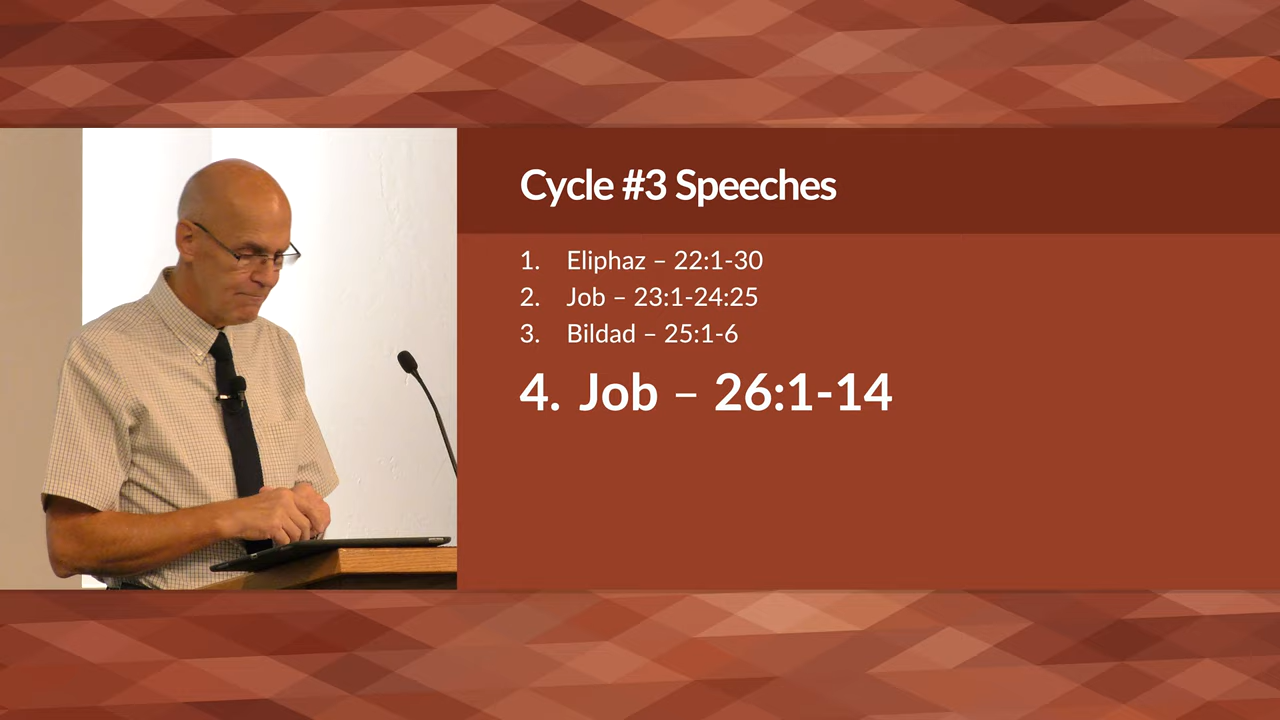 Cycle #3 Speeches
1. Eliphaz – 22:1-30
2. Job – 23:1-24:25
3. Bildad – 25:1-6
4. Job – 26:1-14